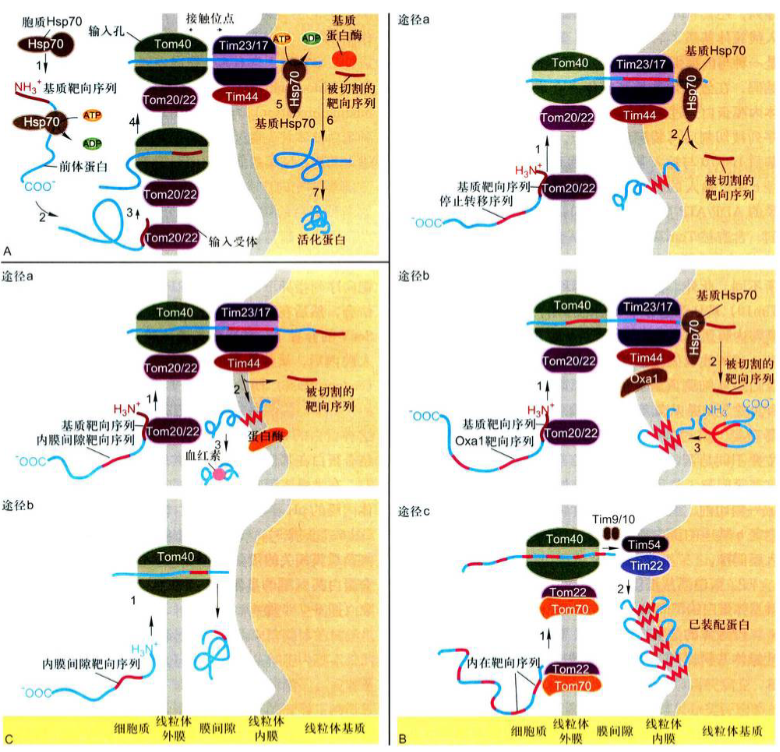 胞质Hsp70
Hsp70
1
NH₃⁺
基质靶向序列
Hsp70
ATP
ADP
前体蛋白
COO⁻
2
输入孔
接触位点
Tom40
Tim23/17
Tom20/22
Tim44
4
Tom20/22
3
Tom20/22
输入受体
ATP
ADP
基质
蛋白酶
Hsp70
5
基质Hsp70
被切割的
靶向序列
6
7
活化蛋白
A
途径a
Tom40
Tim23/17
基质Hsp70
Hsp70
Tom20/22
Tim44
1
2
H₃N⁺
基质靶向序列
停止转移序列
Tom20/22
被切割的
靶向序列
⁻OOC
途径a
Tom40
Tim23/17
Tom20/22
Tim44
1
2
被切割的
靶向序列
H₃N⁺
基质靶向序列
内膜间隙靶向序列
Tom20/22
蛋白酶
3
血红素
⁻OOC
途径b
Tom40
Tim23/17
基质Hsp70
Hsp70
Tom20/22
Tim44
Oxa1
1
2
被切割的
靶向序列
⁻OOC
H₃N⁺
基质靶向序列
Oxa1靶向序列
Tom20/22
NH₃⁺
COO⁻
3
途径b
Tom40
1
H₃N⁺
内膜间隙靶向序列
⁻OOC
C
细胞质
线粒体
外膜
膜间隙
线粒体
内膜
线粒体基质
途径c
Tim9/10
Tom40
Tim54
Tim22
Tom22
Tom70
2
已装配蛋白
1
内在靶向序列
Tom22
Tom70
B
细胞质
线粒体
外膜
膜间隙
线粒体
内膜
线粒体基质